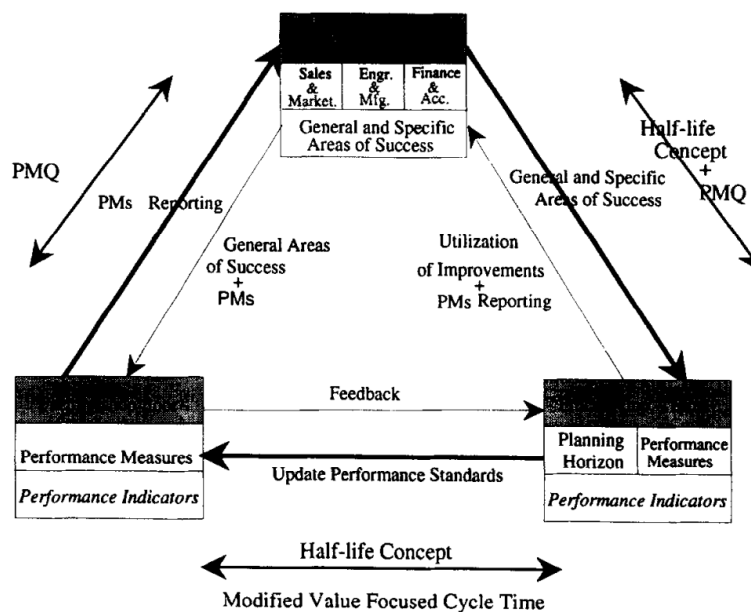 Sales
&
Market.
Engr.
&
Mfg.
Finance
&
Acc.
General and Specific
Areas of Success
PMQ
PMs Reporting
General Areas
of Success
+
PMs
Utilization
of Improvements
+
PMs Reporting
General and Specific
Areas of Success
Half-life
Concept
+
PMQ
Feedback
Update Performance Standards
Performance Measures
Performance Indicators
Planning
Horizon
Performance
Measures
Performance Indicators
Half-life Concept
Modified Value Focused Cycle Time